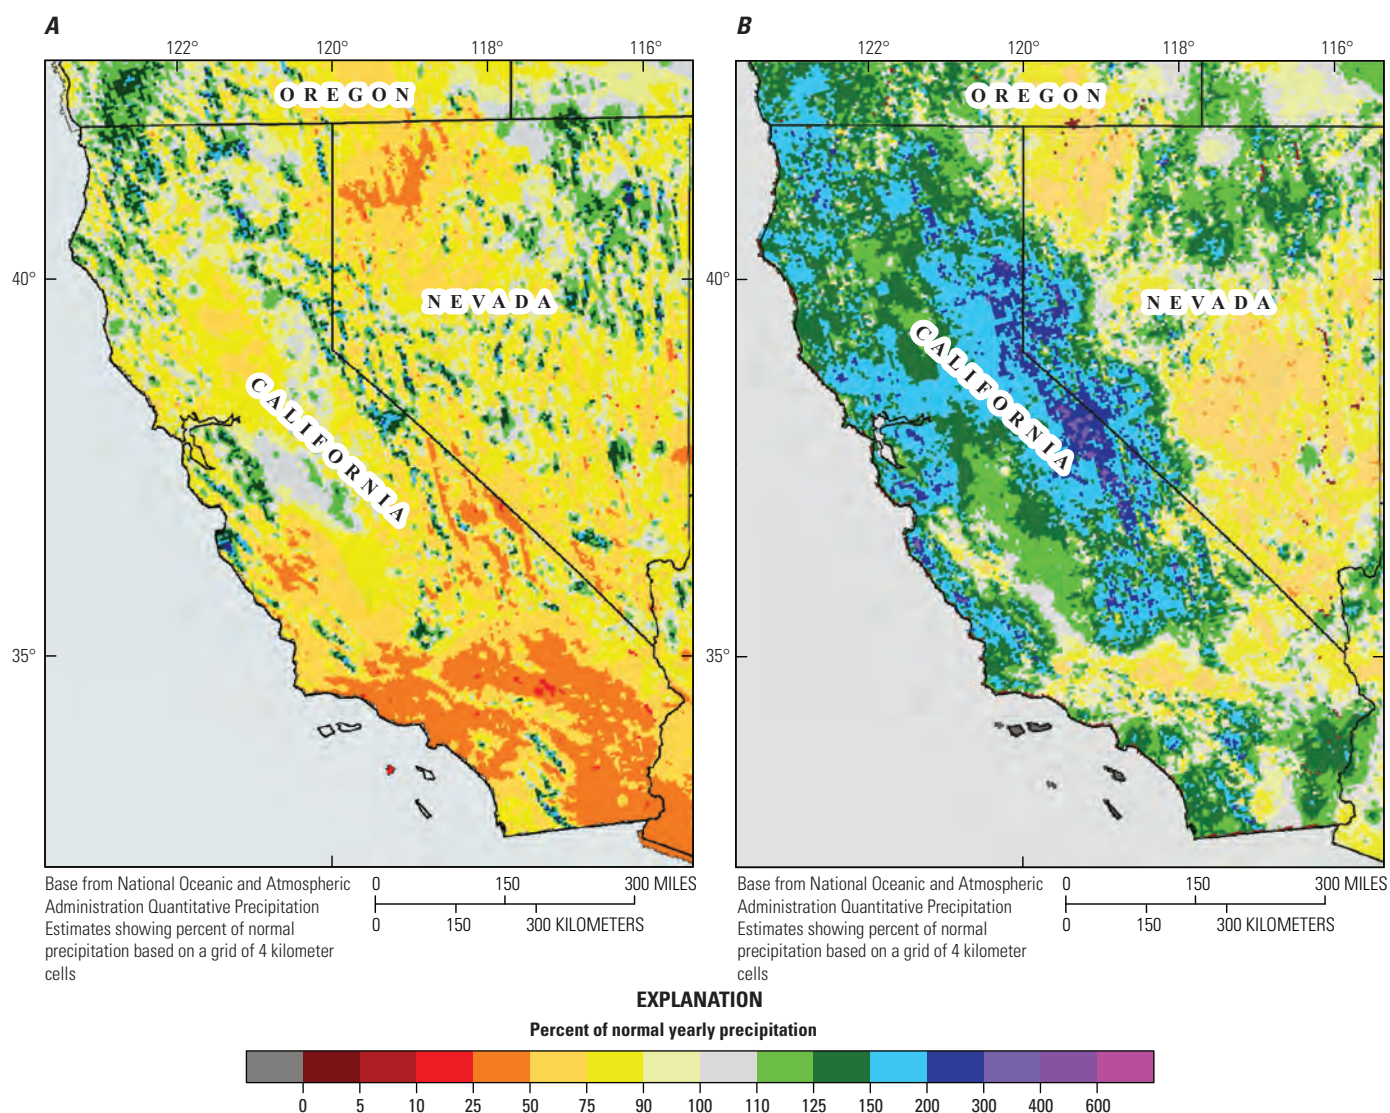 A
B
122°
120°
118°
116°
122°
120°
118°
116°
OREGON
OREGON
40°
40°
NEVADA
NEVADA
CALIFORNIA
CALIFORNIA
35°
35°
Base from National Oceanic and Atmospheric
Administration Quantitative Precipitation
Estimates showing percent of normal
precipitation based on a grid of 4 kilometer
cells
0 150 300 MILES
0 150 300 KILOMETERS
Base from National Oceanic and Atmospheric
Administration Quantitative Precipitation
Estimates showing percent of normal
precipitation based on a grid of 4 kilometer
cells
0 150 300 MILES
0 150 300 KILOMETERS
EXPLANATION
Percent of normal yearly precipitation
0 5 10 25 50 75 90 100 110 125 150 200 300 400 600